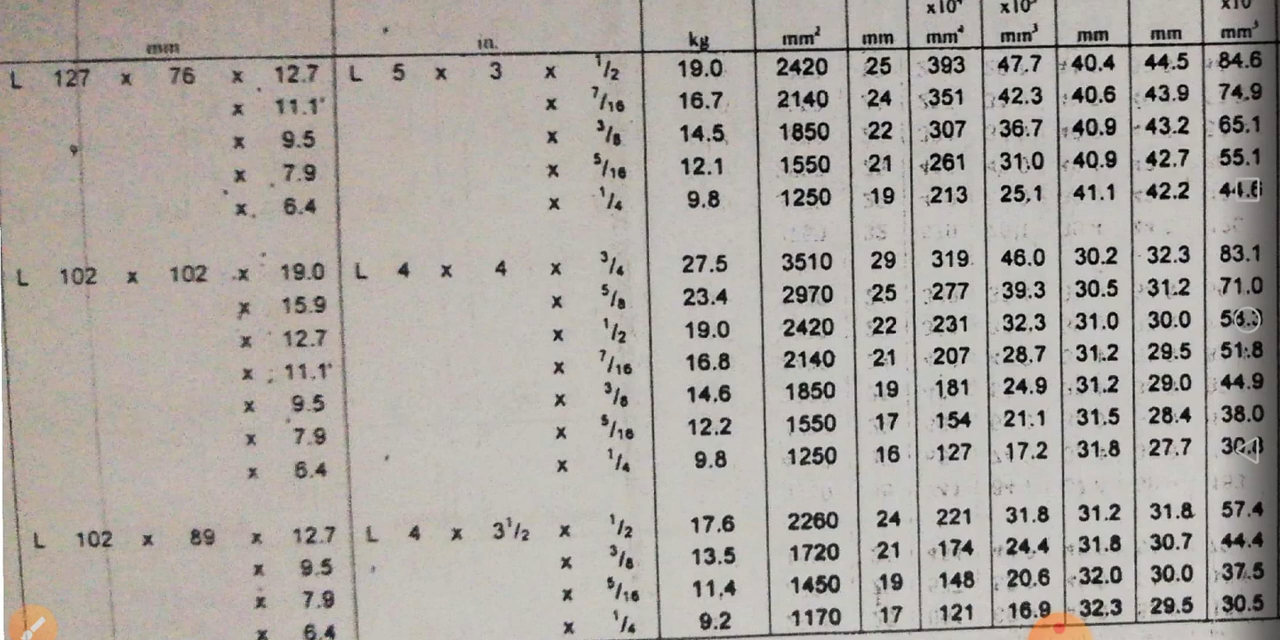 x10³
mm in. kg mm² mm mm⁴ mm³ mm mm mm³
L 127 x 76 x 12.7 L 5 x 3 x 1/2 19.0 2420 25 393 47.7 40.4 44.5 84.6
x 11.1 x 7/16 16.7 2140 24 351 42.3 40.6 43.9 74.9
x 9.5 x 3/8 14.5 1850 22 307 36.7 40.9 43.2 65.1
x 7.9 x 5/16 12.1 1550 21 261 31.0 40.9 42.7 55.1
x 6.4 x 1/4 9.8 1250 19 213 25.1 41.1 42.2
L 102 x 102 x 19.0 L 4 x 4 x 3/4 27.5 3510 29 319 46.0 30.2 32.3 83.1
x 15.9 x 5/8 23.4 2970 25 277 39.3 30.5 31.2 71.0
x 12.7 x 1/2 19.0 2420 22 231 32.3 31.0 30.0
x 11.1 x 7/16 16.8 2140 21 207 28.7 31.2 29.5 51.8
x 9.5 x 3/8 14.6 1850 19 181 24.9 31.2 29.0 44.9
x 7.9 x 5/16 12.2 1550 17 154 21.1 31.5 28.4 38.0
x 6.4 x 1/4 9.8 1250 16 127 17.2 31.8 27.7
L 102 x 89 x 12.7 L 4 x 3 1/2 x 1/2 17.6 2260 24 221 31.8 31.2 31.8 57.4
x 9.5 x 3/8 13.5 1720 21 174 24.4 31.8 30.7 44.4
x 7.9 x 5/16 11.4 1450 19 148 20.6 32.0 30.0 37.5
x 6.4 x 1/4 9.2 1170 17 121 16.9 32.3 29.5 30.5